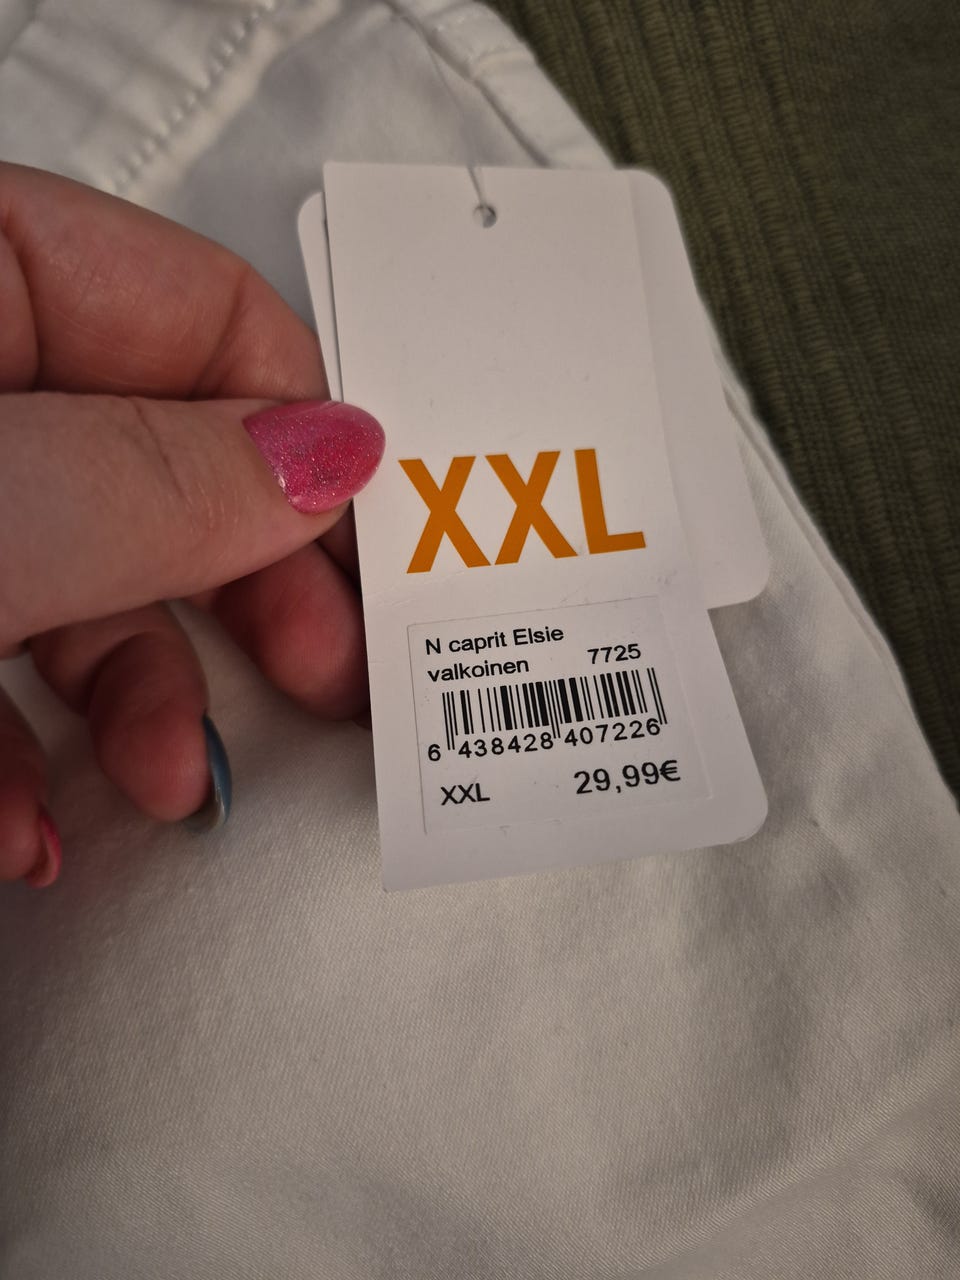 XXL
N caprit Elsie
valkoinen 7725
6 438428 407226
XXL 29,99€